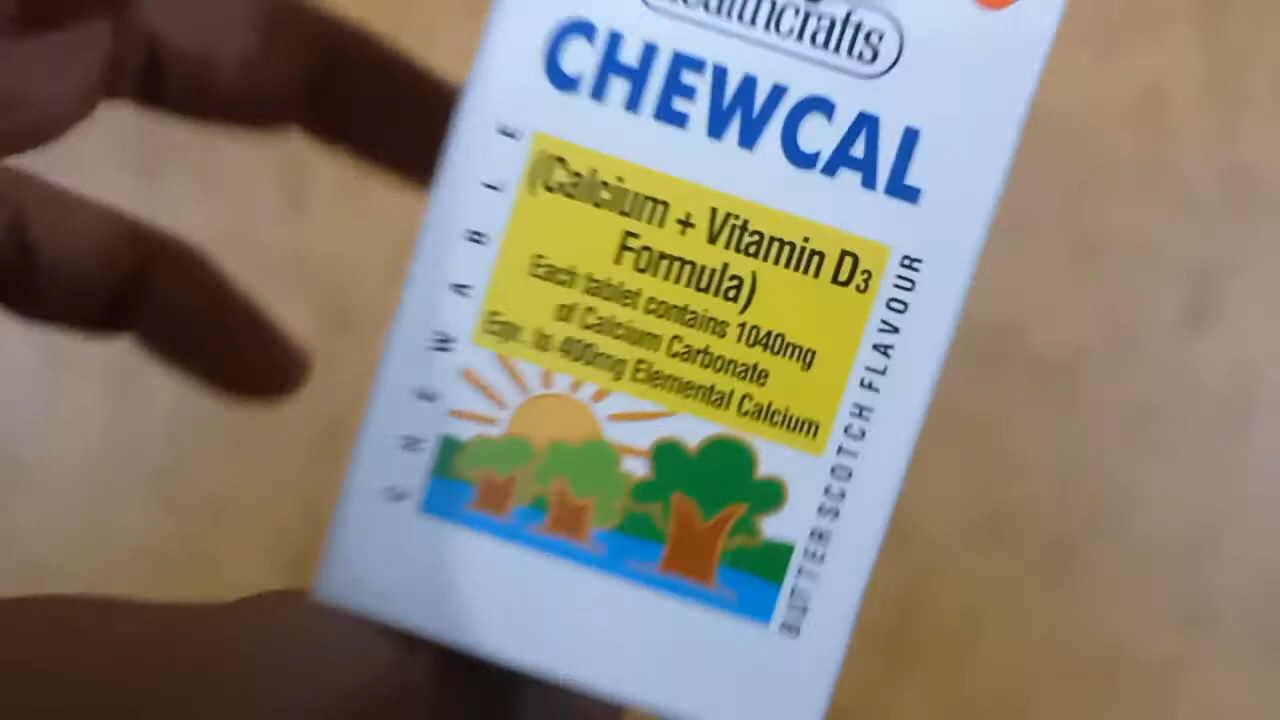 Healthcrafts
CHEWCAL
CHEWABLE
(Calcium + Vitamin D3
Formula)
Each tablet contains 1040mg
of Calcium Carbonate
Eqv. to 400mg Elemental Calcium
BUTTERSCOTCH FLAVOUR